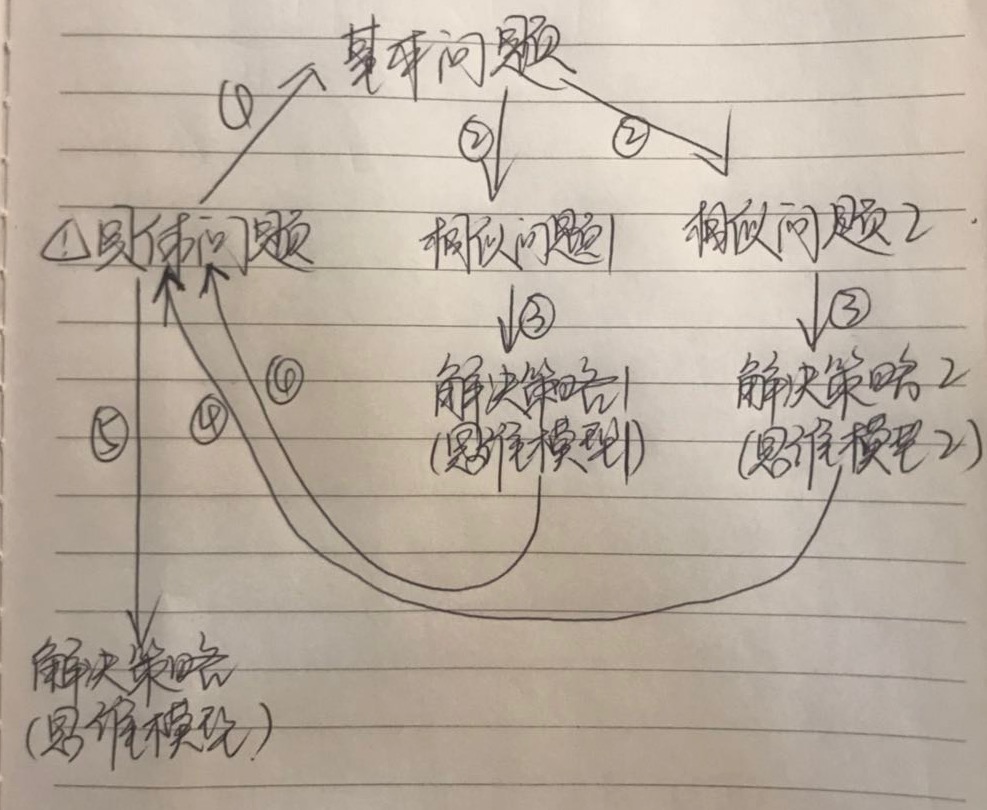 基本问题
①
②
②
⚠具体问题
相似问题1
相似问题2
③
③
④
④
⑤
解决策略1
(思维模型1)
解决策略2
(思维模型2)
解决策略
(思维模型)